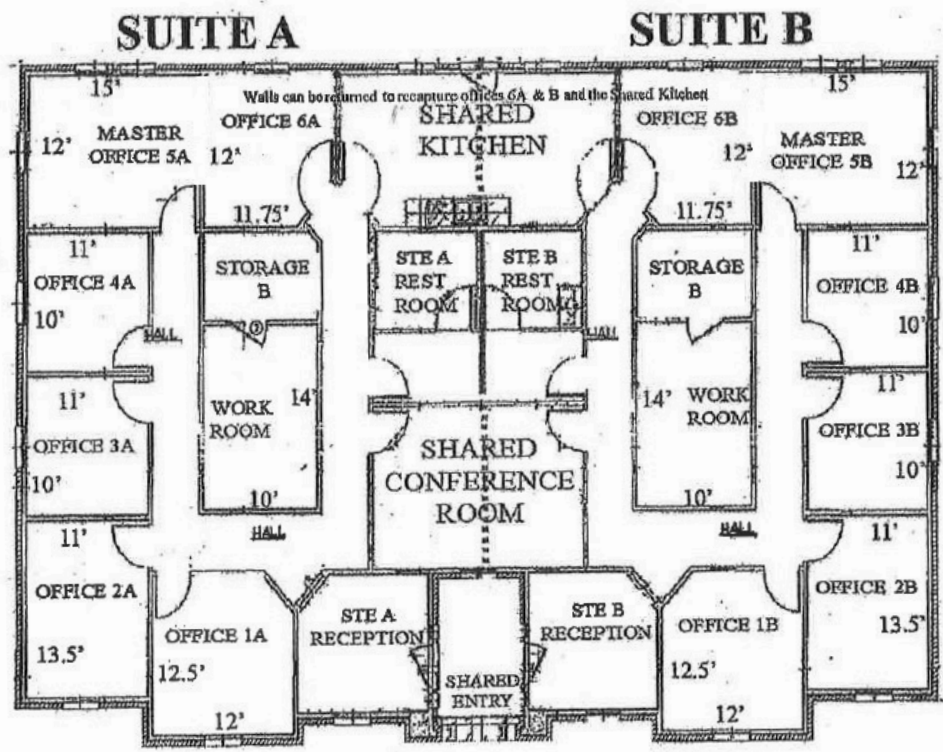 SUITE A
SUITE B
15'
15'
Walls can be returned to recapture offices 6A & B and the Shared Kitchen
MASTER
OFFICE 5A
12'
OFFICE 6A
12'
11.75'
SHARED
KITCHEN
OFFICE 6B
12'
11.75'
MASTER
OFFICE 5B
12'
11'
OFFICE 4A
10'
HALL
STORAGE
B
STE A
REST
ROOM
STE B
REST
ROOM
HALL
STORAGE
B
11'
OFFICE 4B
10'
11'
OFFICE 3A
10'
WORK
ROOM
14'
10'
SHARED
CONFERENCE
ROOM
14'
WORK
ROOM
10'
11'
OFFICE 3B
10'
HALL
HALL
11'
OFFICE 2A
13.5'
OFFICE 1A
12.5'
12'
STE A
RECEPTION
SHARED
ENTRY
STE B
RECEPTION
OFFICE 1B
12.5'
12'
11'
OFFICE 2B
13.5'